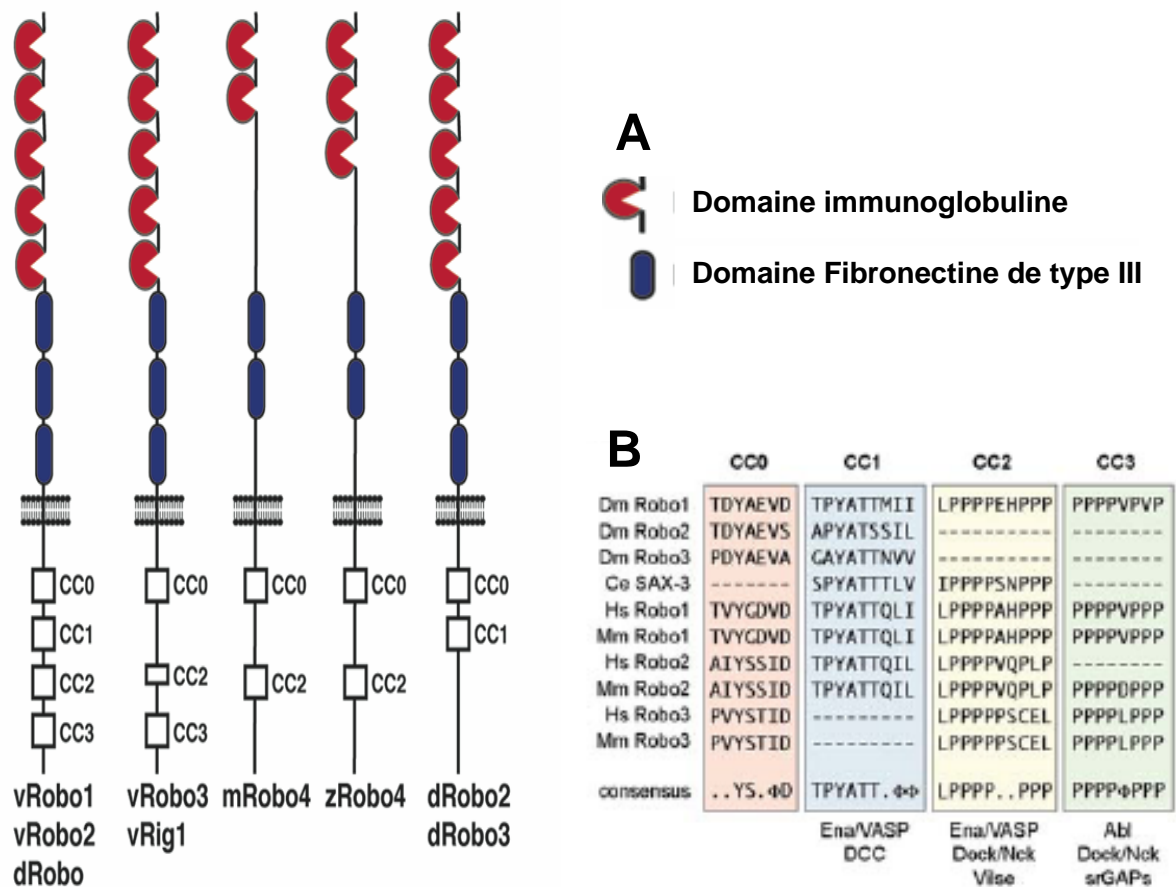 CC0
CC1
CC2
CC3
vRobo1
vRobo2
dRobo
CC0
CC2
CC3
vRobo3
vRig1
CC0
CC2
mRobo4
CC0
CC2
zRobo4
CC0
CC1
dRobo2
dRobo3
A
Domaine immunoglobuline
Domaine Fibronectine de type III
B
CC0 CC1 CC2 CC3
Dm Robo1 TDYAEVD TPYATTMII LPPPPEHPPP PPPPVPVP
Dm Robo2 TDYAEVS APYATSSIL ---------- --------
Dm Robo3 PDYAEVA GAYATTNVV ---------- --------
Ce SAX-3 ------- SPYATTTLV IPPPPSNPPP --------
Hs Robo1 TVYGDVD TPYATTQLI LPPPPAHPPP PPPPVPPP
Mm Robo1 TVYGDVD TPYATTQLI LPPPPAHPPP PPPPVPPP
Hs Robo2 AIYSSID TPYATTQIL LPPPPVQPLP --------
Mm Robo2 AIYSSID TPYATTQIL LPPPPVQPLP PPPPDPPP
Hs Robo3 PVYSTID --------- LPPPPPSCEL PPPPLPPP
Mm Robo3 PVYSTID --------- LPPPPPSCEL PPPPLPPP
consensus ..YS.ΦD TPYATT.ΦΦ LPPPP..PPP PPPPΦPPP
Ena/VASP
DCC
Ena/VASP
Dock/Nck
Vilse
Abl
Dock/Nck
srGAPs